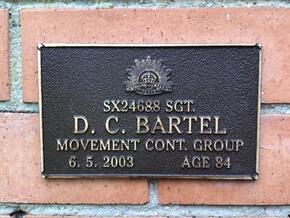 SX24688 SGT.
D. C. BARTEL
MOVEMENT CONT. GROUP
6. 5. 2003 AGE 84